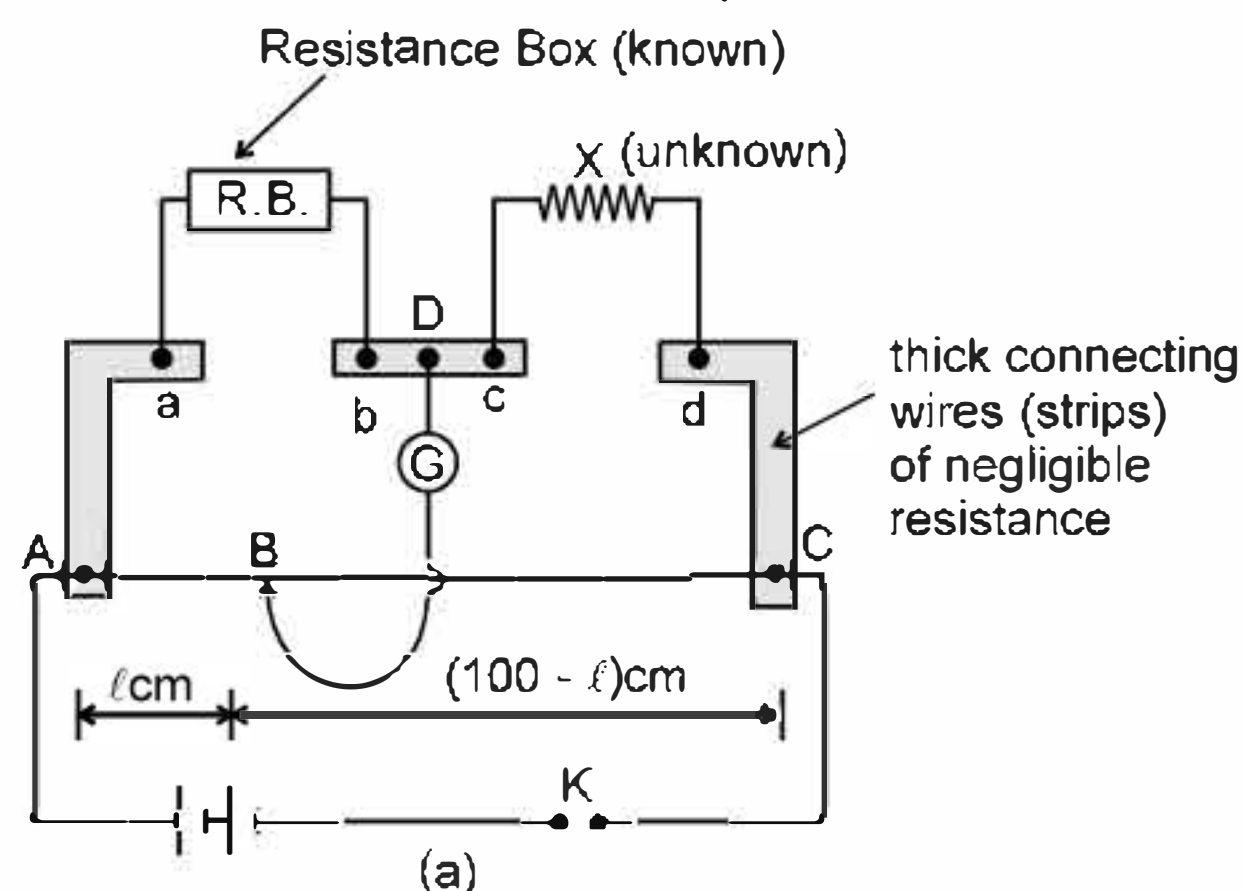 Resistance Box (known)
X (unknown)
R.B.
D
a
b
c
d
thick connecting
wires (strips)
of negligible
resistance
G
A
B
C
ℓcm
(100 - ℓ)cm
K
(a)